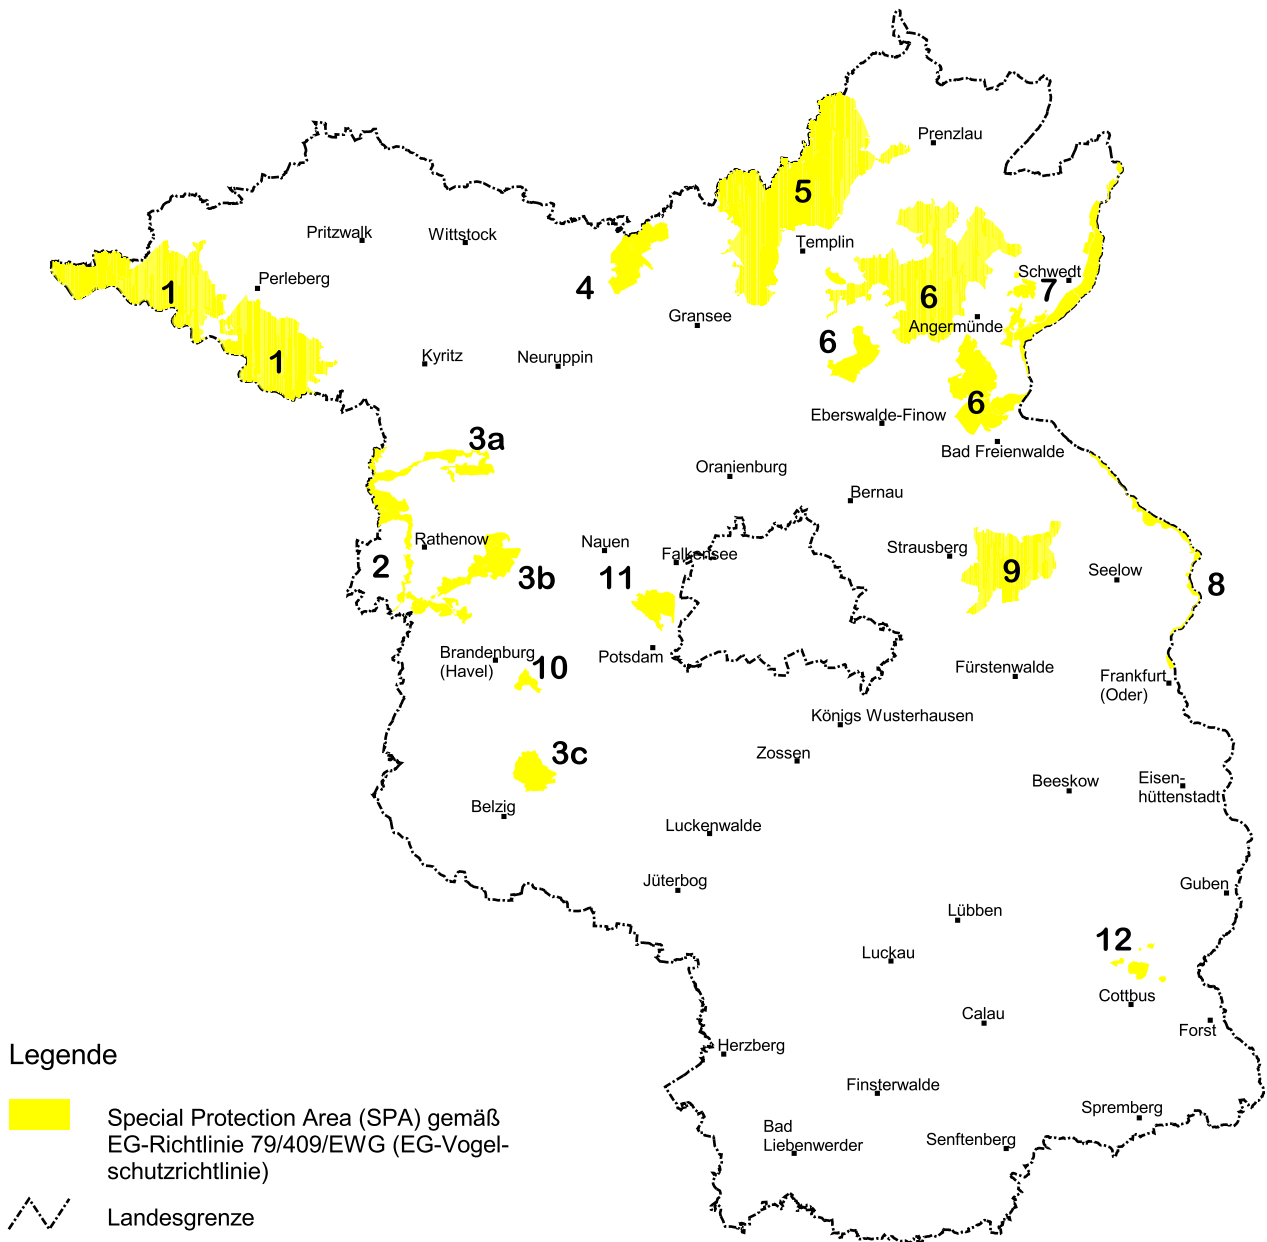 Prenzlau
5
Pritzwalk
Wittstock
Templin
Perleberg
4
Schwedt
1
6
7
Gransee
Angermünde
6
1
Kyritz
Neuruppin
6
Eberswalde-Finow
3a
Bad Freienwalde
Oranienburg
Bernau
Rathenow
Nauen
Falkensee
Strausberg
2
3b
11
9
Seelow
8
Brandenburg
(Havel)
10
Potsdam
Fürstenwalde
Frankfurt
(Oder)
Königs Wusterhausen
3c
Zossen
Beeskow
Eisen-
hüttenstadt
Belzig
Luckenwalde
Jüterbog
Guben
Lübben
12
Luckau
Cottbus
Calau
Forst
Herzberg
Finsterwalde
Spremberg
Bad
Liebenwerder
Senftenberg
Legende
Special Protection Area (SPA) gemäß
EG-Richtlinie 79/409/EWG (EG-Vogel-
schutzrichtlinie)
Landesgrenze